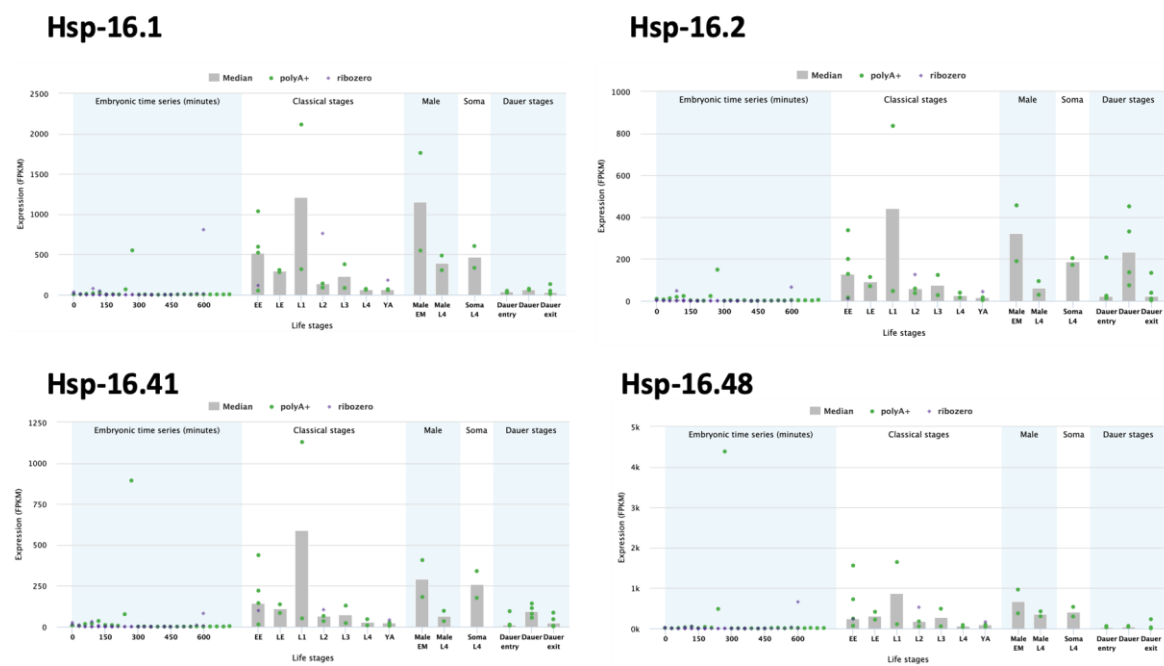 Hsp-16.1
Median polyA+ ribozero
2500
2000
1500
1000
500
0
Expression (FPKM)
Embryonic time series (minutes) Classical stages Male Soma Dauer stages
0 150 300 450 600 EE LE L1 L2 L3 L4 YA Male EM Male L4 Soma L4 Dauer entry Dauer Dauer exit
Life stages
Hsp-16.2
Median polyA+ ribozero
1000
800
600
400
200
0
Expression (FPKM)
Embryonic time series (minutes) Classical stages Male Soma Dauer stages
0 150 300 450 600 EE LE L1 L2 L3 L4 YA Male EM Male L4 Soma L4 Dauer entry Dauer Dauer exit
Life stages
Hsp-16.41
Median polyA+ ribozero
1250
1000
750
500
250
0
Expression (FPKM)
Embryonic time series (minutes) Classical stages Male Soma Dauer stages
0 150 300 450 600 EE LE L1 L2 L3 L4 YA Male EM Male L4 Soma L4 Dauer entry Dauer Dauer exit
Life stages
Hsp-16.48
Median polyA+ ribozero
5k
4k
3k
2k
1k
0k
Expression (FPKM)
Embryonic time series (minutes) Classical stages Male Soma Dauer stages
0 150 300 450 600 EE LE L1 L2 L3 L4 YA Male EM Male L4 Soma L4 Dauer entry Dauer Dauer exit
Life stages